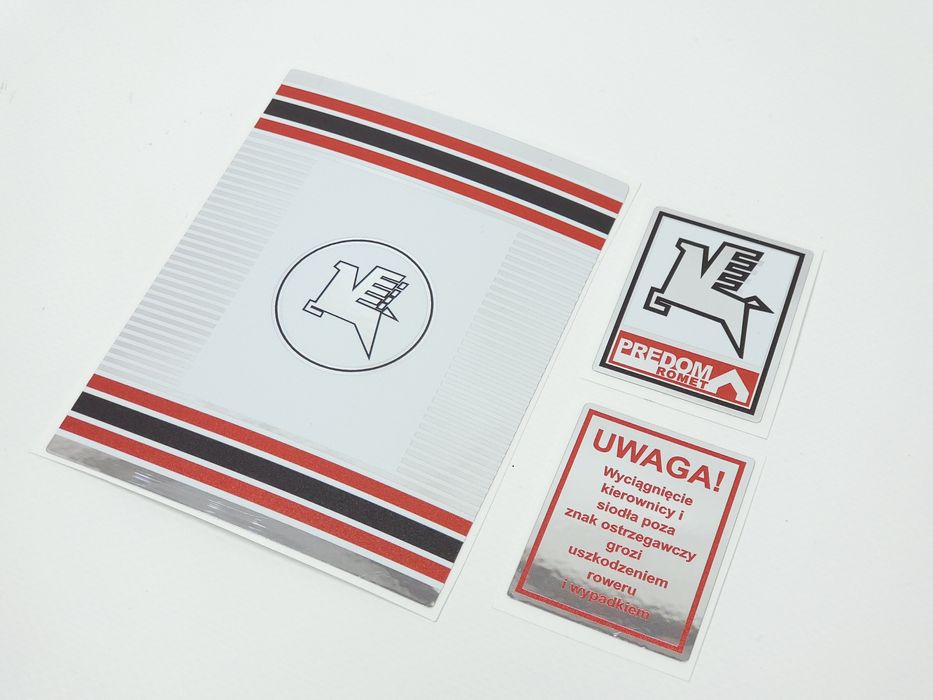 PREDOM
ROMET
UWAGA!
Wyciągnięcie
kierownicy i
siodła poza
znak ostrzegawczy
grozi
uszkodzeniem
roweru
i wypadkiem